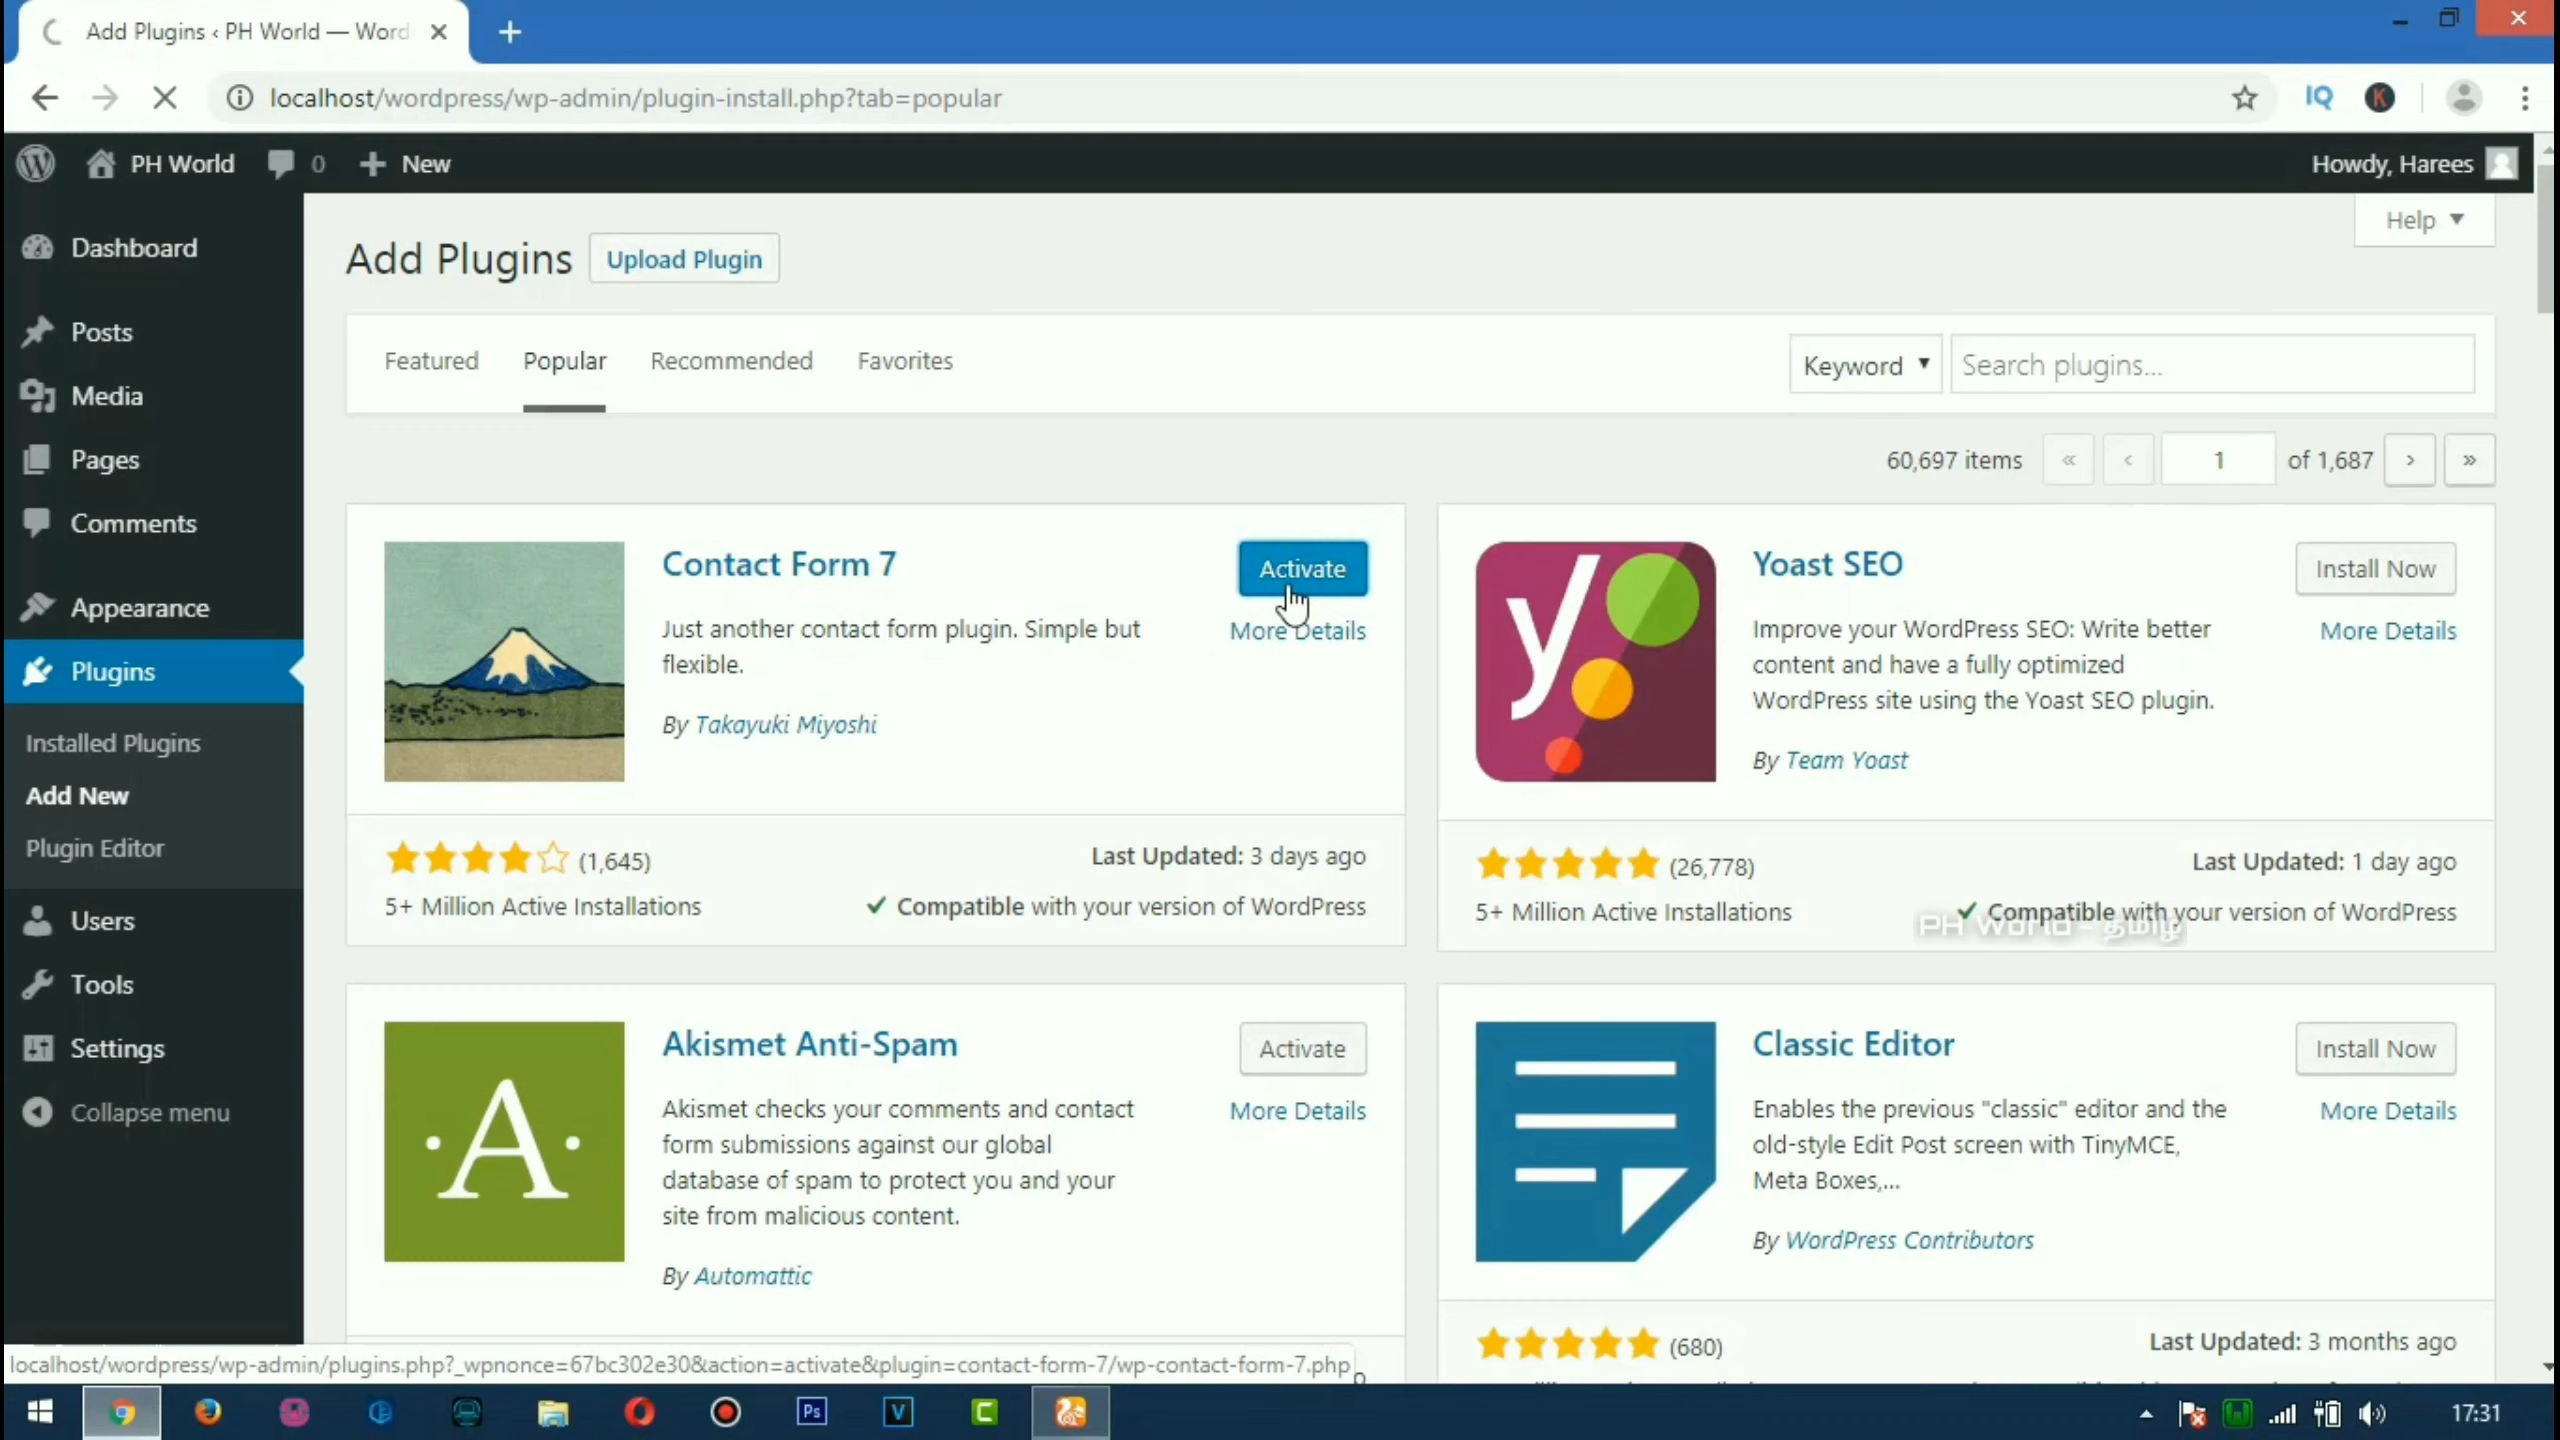 Add Plugins ‹ PH World — Word
localhost/wordpress/wp-admin/plugin-install.php?tab=popular
IQ
K
PH World
0
New
Howdy, Harees
Dashboard
Posts
Media
Pages
Comments
Appearance
Plugins
Installed Plugins
Add New
Plugin Editor
Users
Tools
Settings
Collapse menu
Help
Add Plugins
Upload Plugin
Featured
Popular
Recommended
Favorites
Keyword
Search plugins...
60,697 items
«
‹
1
of 1,687
›
»
Contact Form 7
Activate
More Details
Just another contact form plugin. Simple but
flexible.
By Takayuki Miyoshi
(1,645)
Last Updated: 3 days ago
5+ Million Active Installations
Compatible with your version of WordPress
y
Yoast SEO
Install Now
More Details
Improve your WordPress SEO: Write better
content and have a fully optimized
WordPress site using the Yoast SEO plugin.
By Team Yoast
(26,778)
Last Updated: 1 day ago
5+ Million Active Installations
Compatible with your version of WordPress
PH World - தமிழ்
A
Akismet Anti-Spam
Activate
More Details
Akismet checks your comments and contact
form submissions against our global
database of spam to protect you and your
site from malicious content.
By Automattic
Classic Editor
Install Now
More Details
Enables the previous "classic" editor and the
old-style Edit Post screen with TinyMCE,
Meta Boxes,...
By WordPress Contributors
(680)
Last Updated: 3 months ago
localhost/wordpress/wp-admin/plugins.php?_wpnonce=67bc302e30&action=activate&plugin=contact-form-7/wp-contact-form-7.php
Ps
V
C
17:31